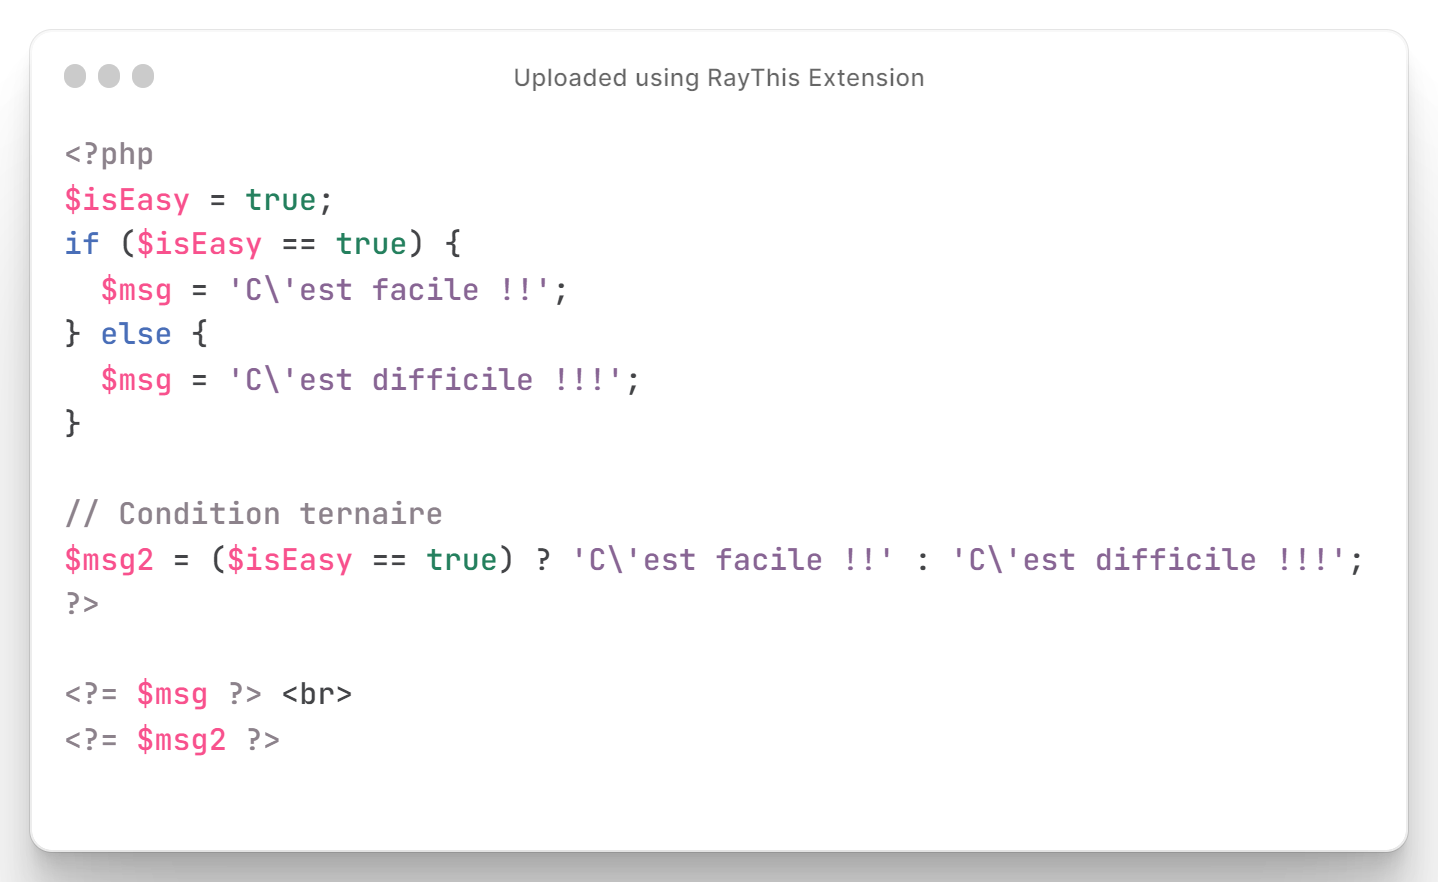 Uploaded using RayThis Extension
<?php
$isEasy = true;
if ($isEasy == true) {
  $msg = 'C\'est facile !!';
} else {
  $msg = 'C\'est difficile !!!';
}

// Condition ternaire
$msg2 = ($isEasy == true) ? 'C\'est facile !!' : 'C\'est difficile !!!';
?>

<?= $msg ?> <br>
<?= $msg2 ?>